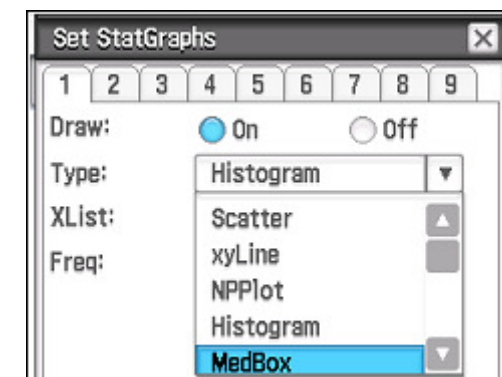 Set StatGraphs
1 2 3 4 5 6 7 8 9
Draw: On Off
Type: Histogram
XList: Scatter
Freq: xyLine
NPPlot
Histogram
MedBox